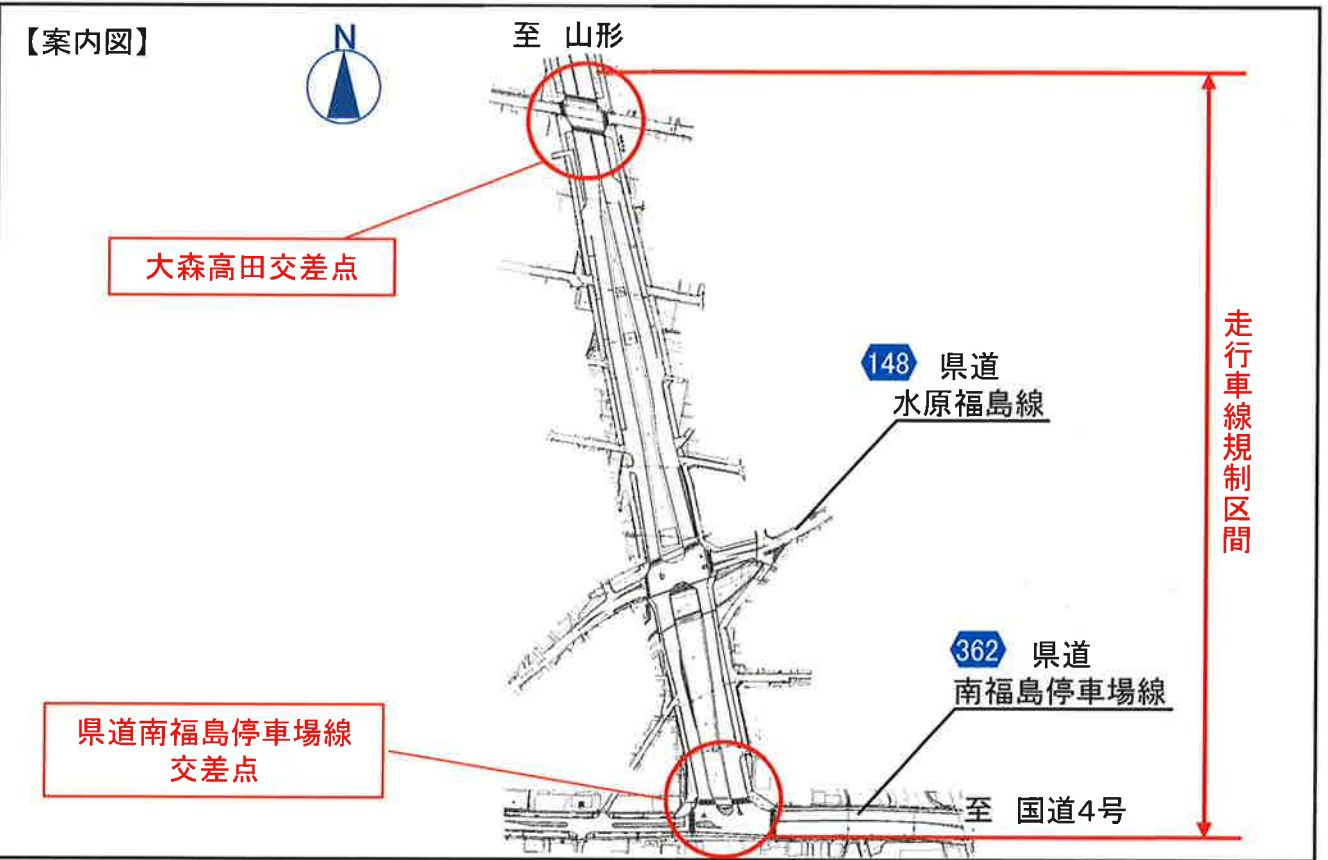 【案内図】
N
至 山形
大森高田交差点
148 県道
水原福島線
走行車線規制区間
362 県道
南福島停車場線
県道南福島停車場線
交差点
至 国道4号